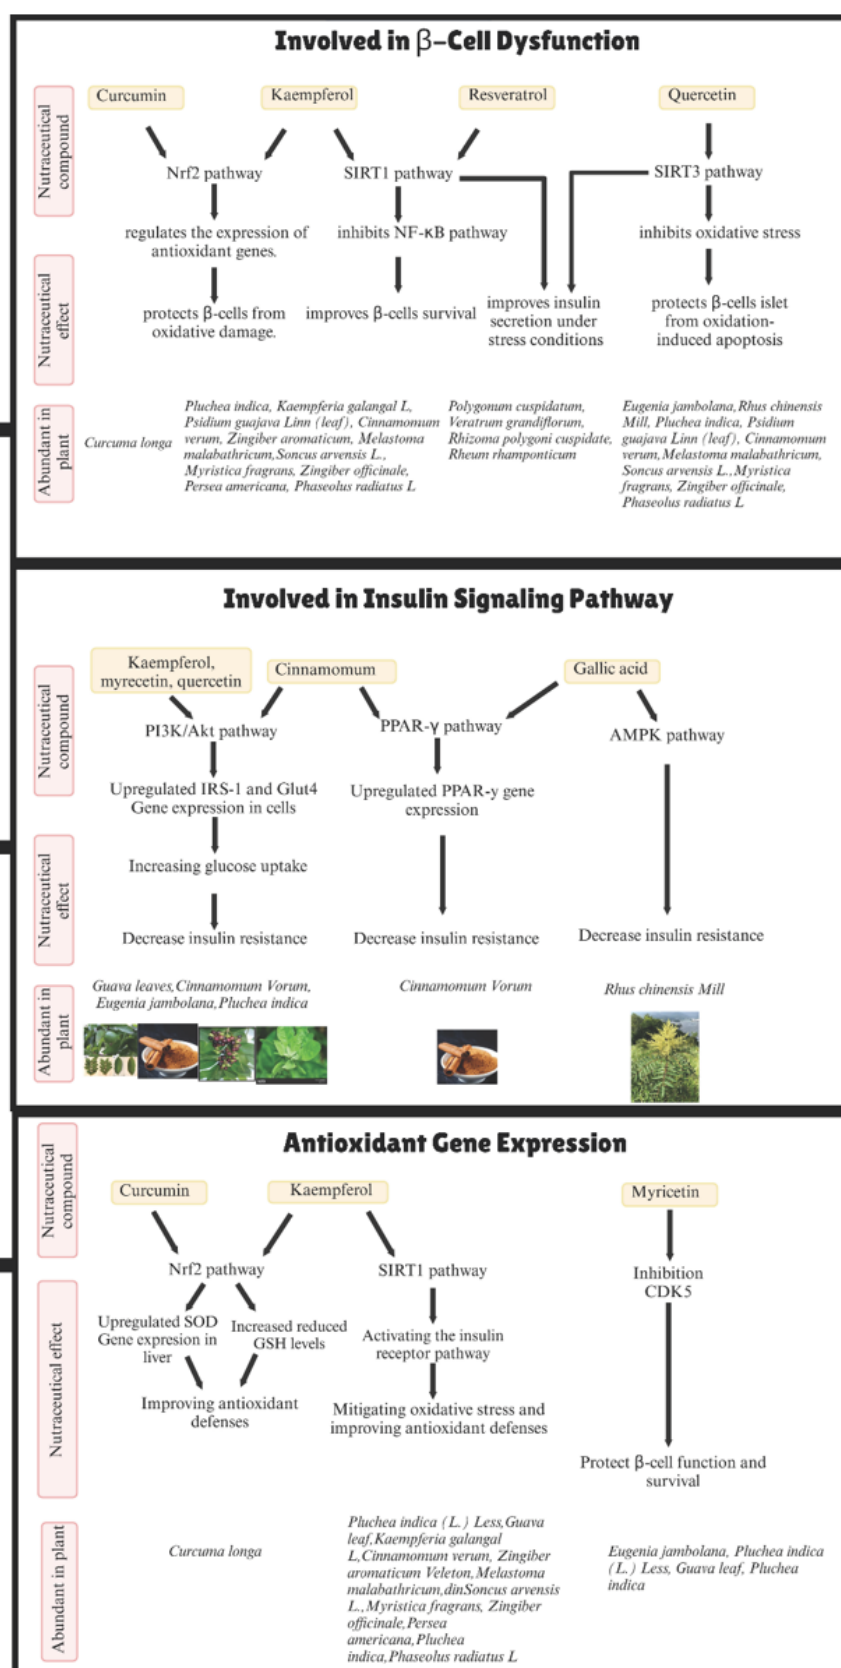 Involved in β-Cell Dysfunction
Nutraceutical
compound
Curcumin
Kaempferol
Resveratrol
Quercetin
Nrf2 pathway
SIRT1 pathway
SIRT3 pathway
regulates the expression of
antioxidant genes.
inhibits NF-κB pathway
inhibits oxidative stress
Nutraceutical
effect
protects β-cells from
oxidative damage.
improves β-cells survival
improves insulin
secretion under
stress conditions
protects β-cells islet
from oxidation-
induced apoptosis
Abundant in
plant
Curcuma longa
Pluchea indica, Kaempferia galangal L,
Psidium guajava Linn (leaf), Cinnamomum
verum, Zingiber aromaticum, Melastoma
malabathricum,Soncus arvensis L.,
Myristica fragrans, Zingiber officinale,
Persea americana, Phaseolus radiatus L
Polygonum cuspidatum,
Veratrum grandiflorum,
Rhizoma polygoni cuspidate,
Rheum rhamponticum
Eugenia jambolana,Rhus chinensis
Mill, Pluchea indica, Psidium
guajava Linn (leaf), Cinnamomum
verum,Melastoma malabathricum,
Soncus arvensis L.,Myristica
fragrans, Zingiber officinale,
Phaseolus radiatus L
Involved in Insulin Signaling Pathway
Nutraceutical
compound
Kaempferol,
myrecetin, quercetin
Cinnamomum
Gallic acid
PI3K/Akt pathway
PPAR-γ pathway
AMPK pathway
Upregulated IRS-1 and Glut4
Gene expression in cells
Upregulated PPAR-y gene
expression
Nutraceutical
effect
Increasing glucose uptake
Decrease insulin resistance
Decrease insulin resistance
Decrease insulin resistance
Abundant in
plant
Guava leaves,Cinnamomum Vorum,
Eugenia jambolana,Pluchea indica
Cinnamomum Vorum
Rhus chinensis Mill
Antioxidant Gene Expression
Nutraceutical
compound
Curcumin
Kaempferol
Myricetin
Nrf2 pathway
SIRT1 pathway
Inhibition
CDK5
Nutraceutical effect
Upregulated SOD
Gene expresion in
liver
Increased reduced
GSH levels
Activating the insulin
receptor pathway
Improving antioxidant
defenses
Mitigating oxidative stress and
improving antioxidant defenses
Protect β-cell function and
survival
Abundant in plant
Curcuma longa
Pluchea indica (L.) Less,Guava
leaf,Kaempferia galangal
L,Cinnamomum verum, Zingiber
aromaticum Veleton,Melastoma
malabathricum,dinSoncus arvensis
L.,Myristica fragrans, Zingiber
officinale,Persea
americana,Pluchea
indica,Phaseolus radiatus L
Eugenia jambolana, Pluchea indica
(L.) Less, Guava leaf, Pluchea
indica